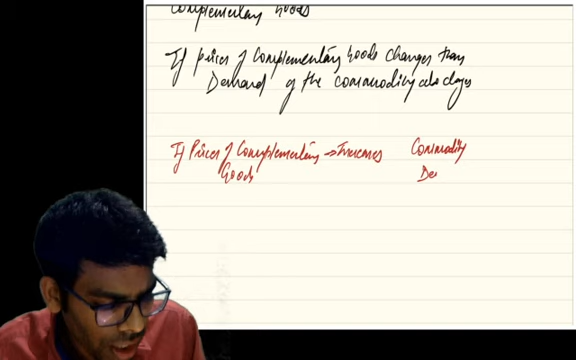 Complementary Goods
If prices of Complementary Goods changes then
Demand of the commodity also changes
If Prices of Complementary → Increases Commodity
Goods De